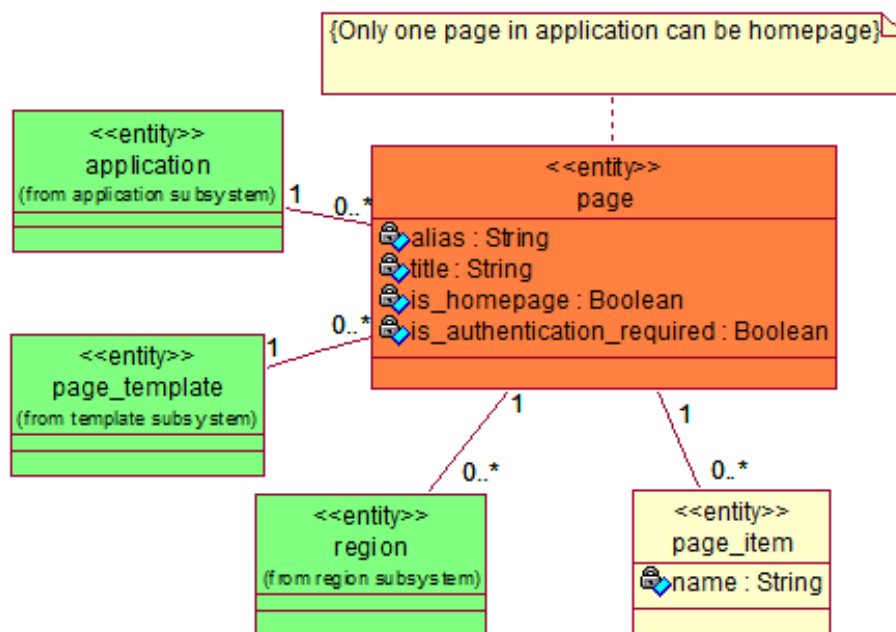 {Only one page in application can be homepage}
<<entity>>
application
(from application subsystem)
1
0..*
<<entity>>
page
alias : String
title : String
is_homepage : Boolean
is_authentication_required : Boolean
<<entity>>
page_template
(from template subsystem)
1
0..*
1
0..*
1
0..*
<<entity>>
region
(from region subsystem)
<<entity>>
page_item
name : String